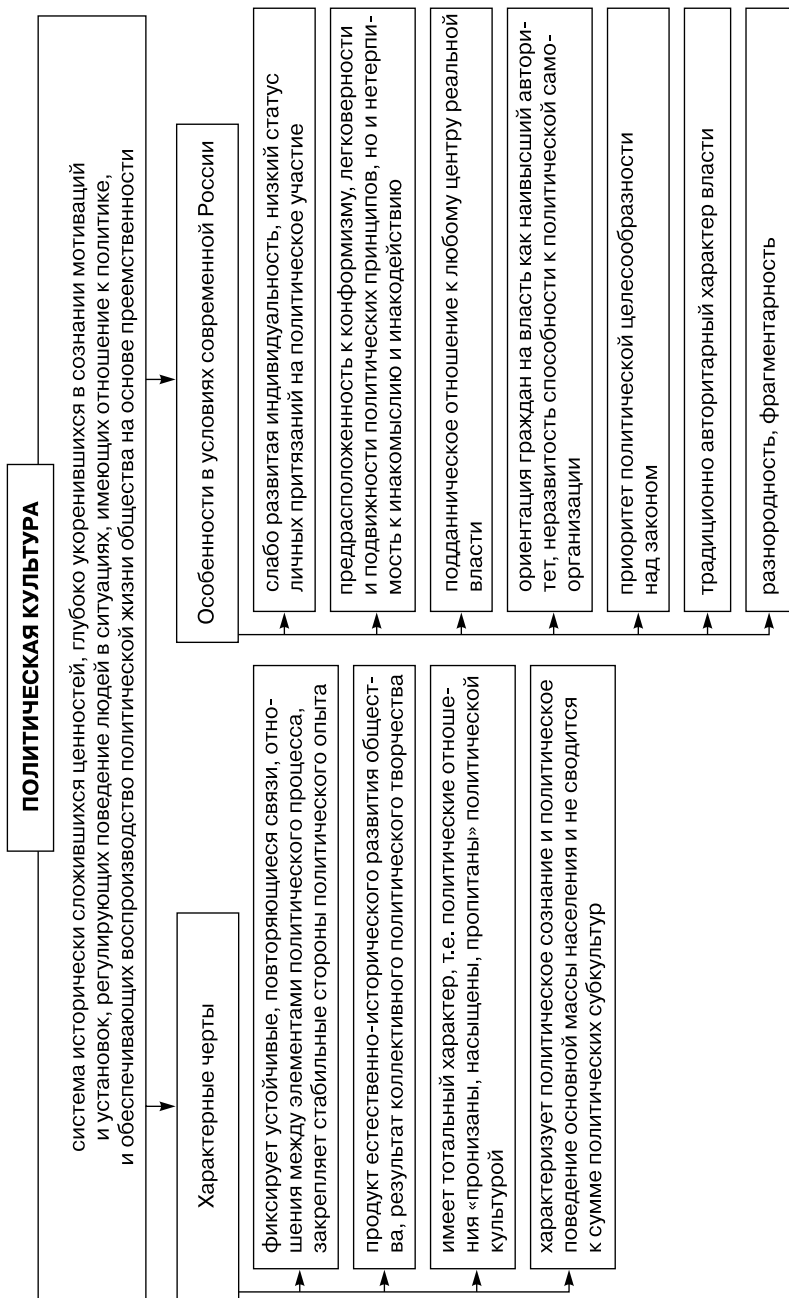 ПОЛИТИЧЕСКАЯ КУЛЬТУРА
система исторически сложившихся ценностей, глубоко укоренившихся в сознании мотиваций
и установок, регулирующих поведение людей в ситуациях, имеющих отношение к политике,
и обеспечивающих воспроизводство политической жизни общества на основе преемственности
Характерные черты
фиксирует устойчивые, повторяющиеся связи, отно-
шения между элементами политического процесса,
закрепляет стабильные стороны политического опыта
продукт естественно-исторического развития общест-
ва, результат коллективного политического творчества
имеет тотальный характер, т.е. политические отноше-
ния «пронизаны, насыщены, пропитаны» политической
культурой
характеризует политическое сознание и политическое
поведение основной массы населения и не сводится
к сумме политических субкультур
Особенности в условиях современной России
слабо развитая индивидуальность, низкий статус
личных притязаний на политическое участие
предрасположенность к конформизму, легковерности
и подвижности политических принципов, но и нетерпи-
мость к инакомыслию и инакодействию
подданническое отношение к любому центру реальной
власти
ориентация граждан на власть как наивысший автори-
тет, неразвитость способности к политической само-
организации
приоритет политической целесообразности
над законом
традиционно авторитарный характер власти
разнородность, фрагментарность